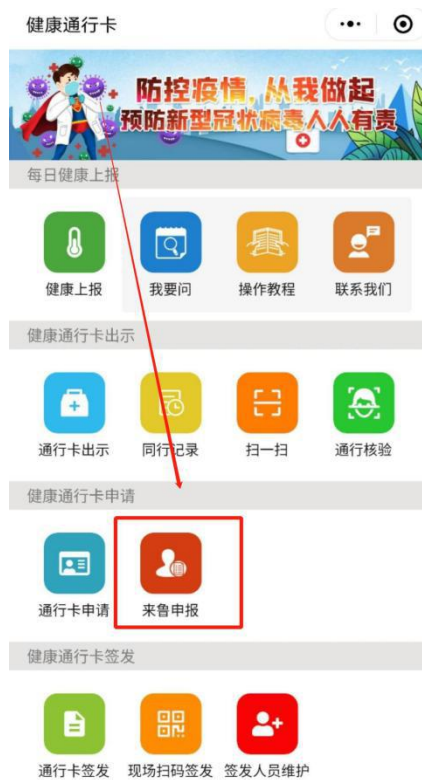 健康通行卡
防控疫情,从我做起
预防新型冠状病毒人人有责
每日健康上报
健康上报 我要问 操作教程 联系我们
健康通行卡出示
通行卡出示 同行记录 扫一扫 通行核验
健康通行卡申请
通行卡申请 来鲁申报
健康通行卡签发
通行卡签发 现场扫码签发 签发人员维护